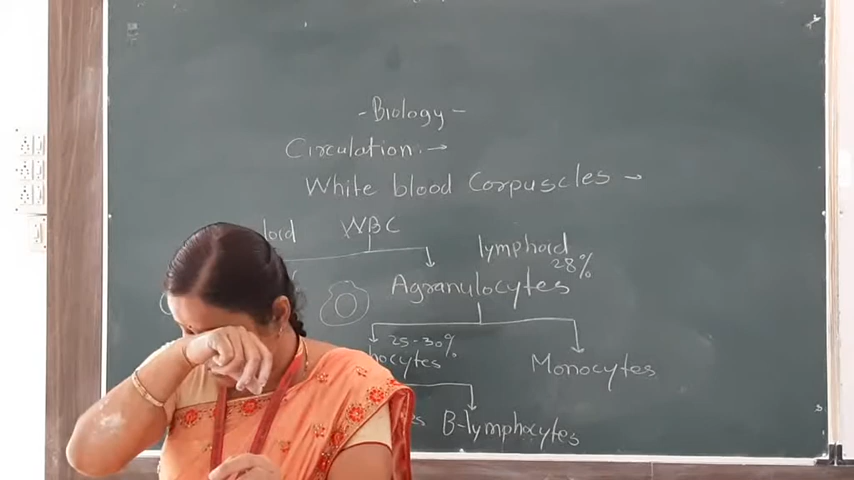 - Biology -
Circulation. →
White blood Corpuscles →
WBC
lymphoid
28%
Agranulocytes
25-30%
Monocytes
B-lymphocytes